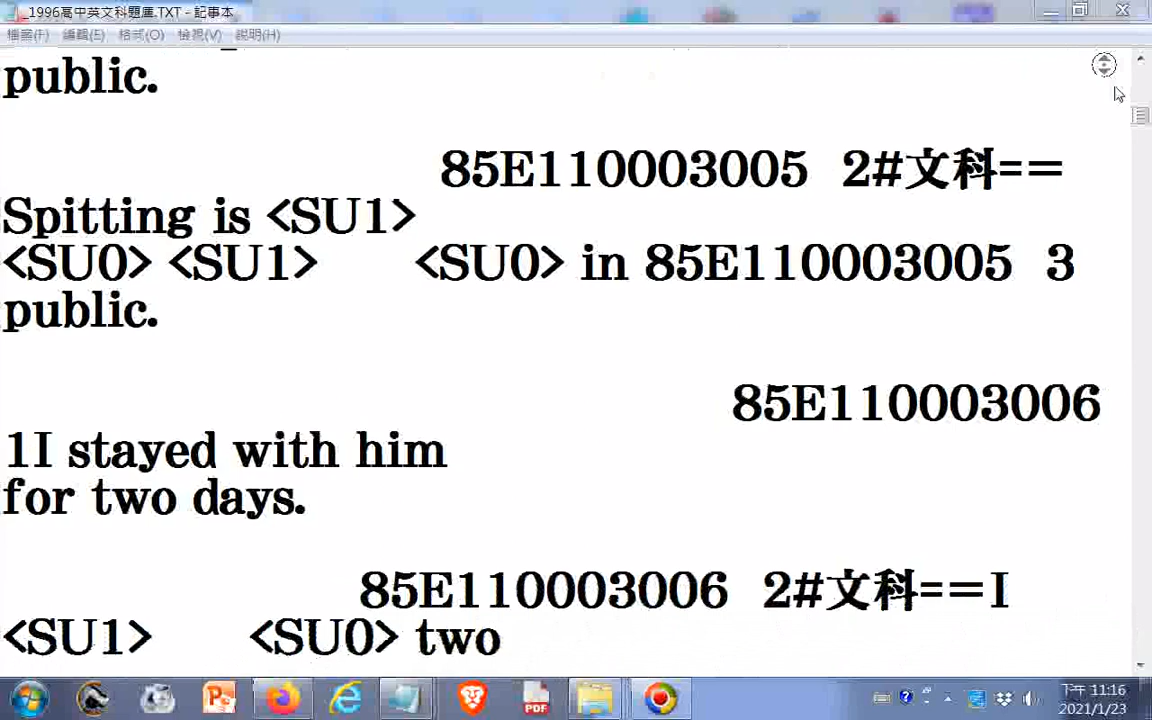 _1996高中英文科題庫.TXT - 記事本
檔案(F) 編輯(E) 格式(O) 檢視(V) 說明(H)
public.
85E110003005 2#文科==
Spitting is <SU1>
<SU0> <SU1> <SU0> in 85E110003005 3
public.
85E110003006
1I stayed with him
for two days.
85E110003006 2#文科==I
<SU1> <SU0> two
PDF
下午 11:16
2021/1/23